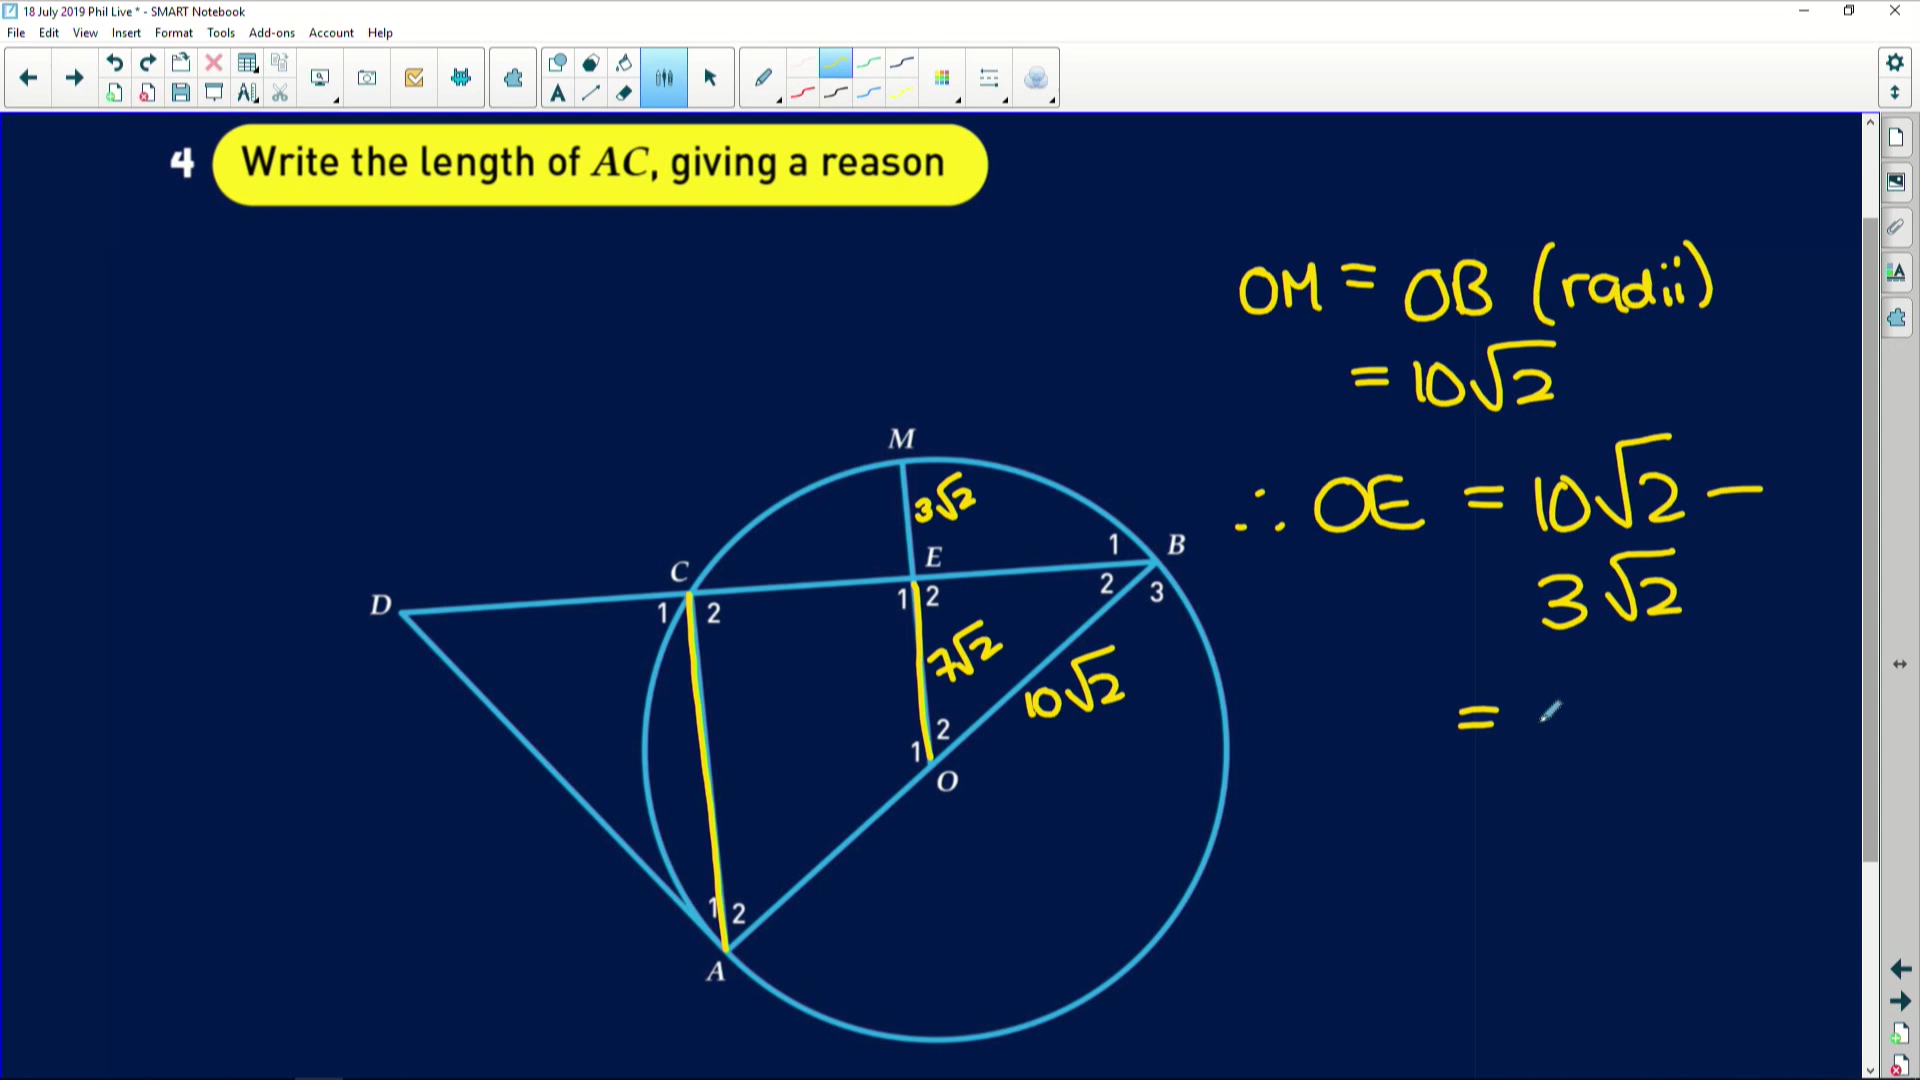 18 July 2019 Phil Live * - SMART Notebook
File Edit View Insert Format Tools Add-ons Account Help
4 Write the length of AC, giving a reason
OM = OB (radii)
= 10√2
∴ OE = 10√2 −
3√2
=
M
3√2
E
1 B
C
D
1 2
1 2
2 3
7√2
10√2
2
1
O
1 2
A